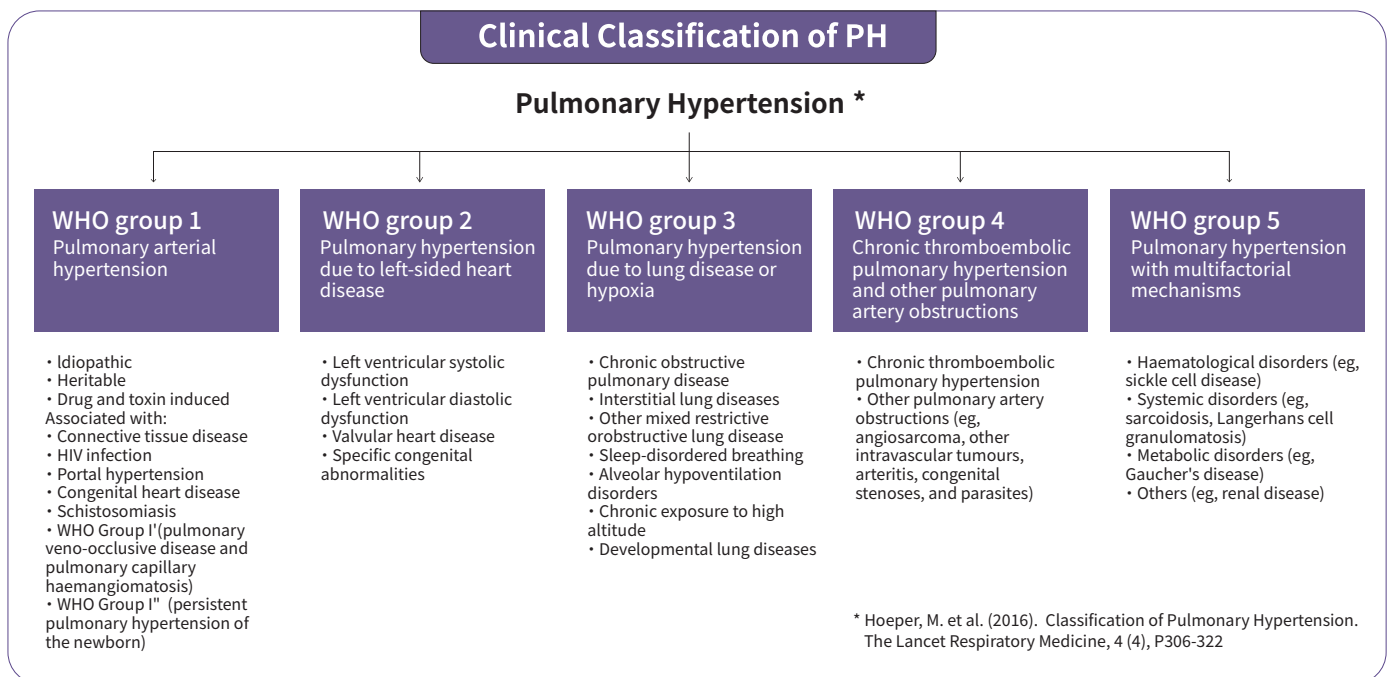 Clinical Classification of PH
Pulmonary Hypertension *
WHO group 1
Pulmonary arterial
hypertension
· Idiopathic
· Heritable
· Drug and toxin induced
Associated with:
· Connective tissue disease
· HIV infection
· Portal hypertension
· Congenital heart disease
· Schistosomiasis
· WHO Group I'(pulmonary
veno-occlusive disease and
pulmonary capillary
haemangiomatosis)
· WHO Group I" (persistent
pulmonary hypertension of
the newborn)
WHO group 2
Pulmonary hypertension
due to left-sided heart
disease
· Left ventricular systolic
dysfunction
· Left ventricular diastolic
dysfunction
· Valvular heart disease
· Specific congenital
abnormalities
WHO group 3
Pulmonary hypertension
due to lung disease or
hypoxia
· Chronic obstructive
pulmonary disease
· Interstitial lung diseases
· Other mixed restrictive
orobstructive lung disease
· Sleep-disordered breathing
· Alveolar hypoventilation
disorders
· Chronic exposure to high
altitude
· Developmental lung diseases
WHO group 4
Chronic thromboembolic
pulmonary hypertension
and other pulmonary
artery obstructions
· Chronic thromboembolic
pulmonary hypertension
· Other pulmonary artery
obstructions (eg,
angiosarcoma, other
intravascular tumours,
arteritis, congenital
stenoses, and parasites)
WHO group 5
Pulmonary hypertension
with multifactorial
mechanisms
· Haematological disorders (eg,
sickle cell disease)
· Systemic disorders (eg,
sarcoidosis, Langerhans cell
granulomatosis)
· Metabolic disorders (eg,
Gaucher's disease)
· Others (eg, renal disease)
* Hoeper, M. et al. (2016). Classification of Pulmonary Hypertension.
The Lancet Respiratory Medicine, 4 (4), P306-322